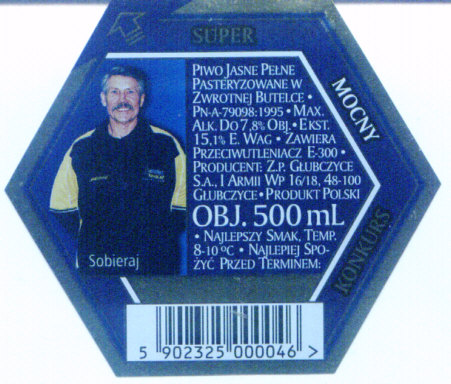 SUPER
MOCNY
KONKURS
PIWO JASNE PEŁNE
PASTERYZOWANE W
ZWROTNEJ BUTELCE •
PN-A-79098:1995 • MAX.
ALK. DO 7,8% OBJ. • EKST.
15,1% E. WAG • ZAWIERA
PRZECIWUTLENIACZ E-300 •
PRODUCENT: Z.P. GŁUBCZYCE
S.A., I ARMII WP 16/18, 48-100
GŁUBCZYCE • PRODUKT POLSKI
OBJ. 500 mL
• NAJLEPSZY SMAK, TEMP.
8-10 °C • NAJLEPIEJ SPO-
ŻYĆ PRZED TERMINEM:
Sobieraj
5 902325 000046 >